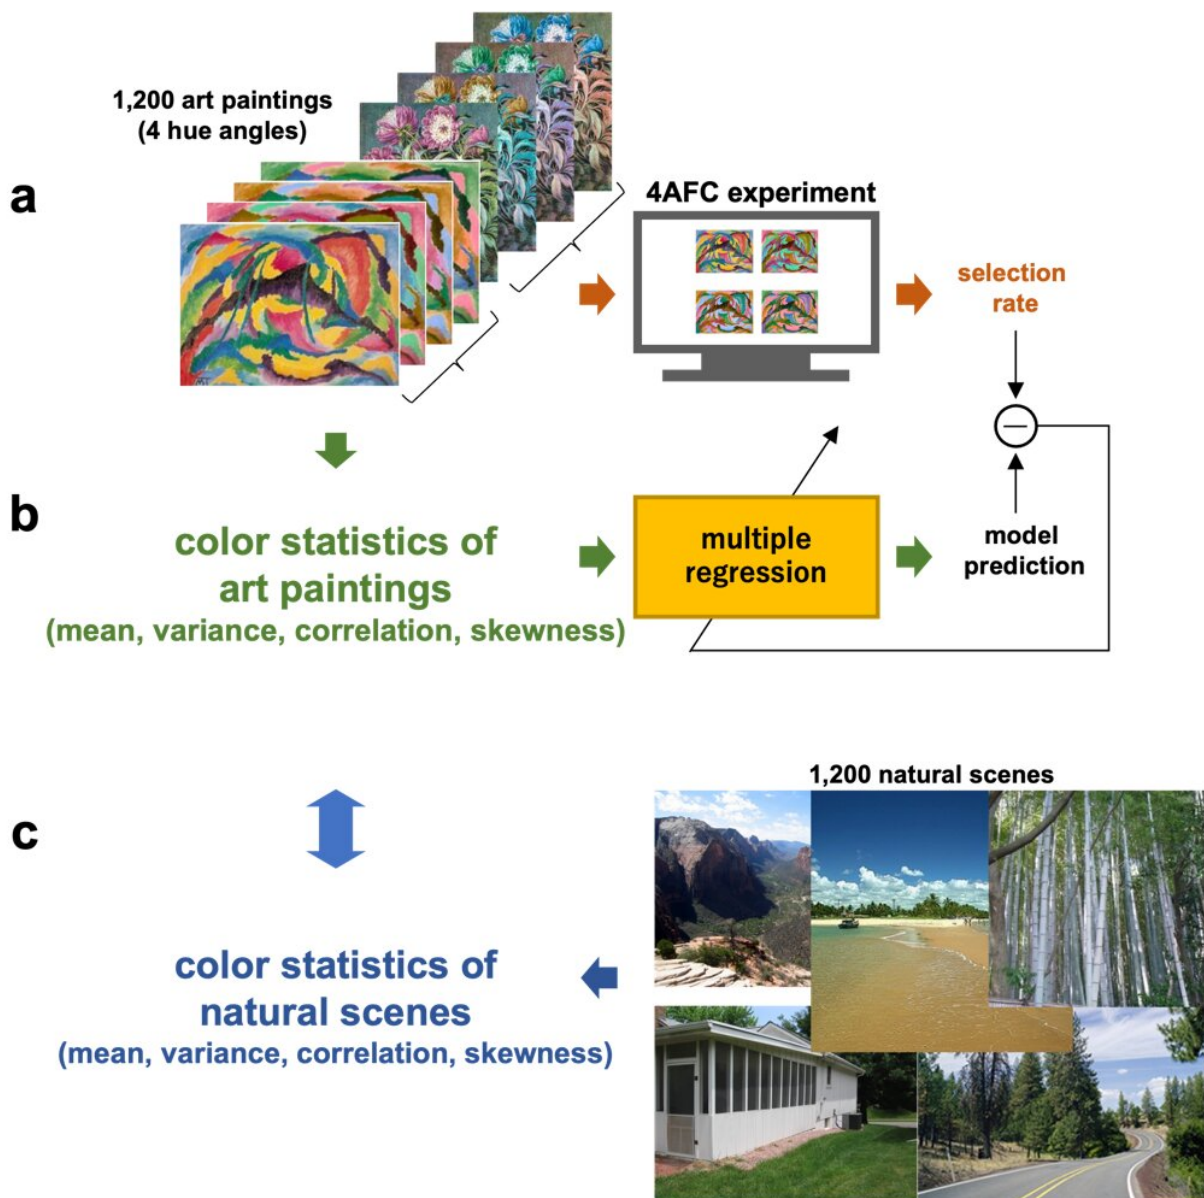 1,200 art paintings
(4 hue angles)
a
4AFC experiment
selection
rate
b
color statistics of
art paintings
(mean, variance, correlation, skewness)
multiple
regression
model
prediction
c
1,200 natural scenes
color statistics of
natural scenes
(mean, variance, correlation, skewness)